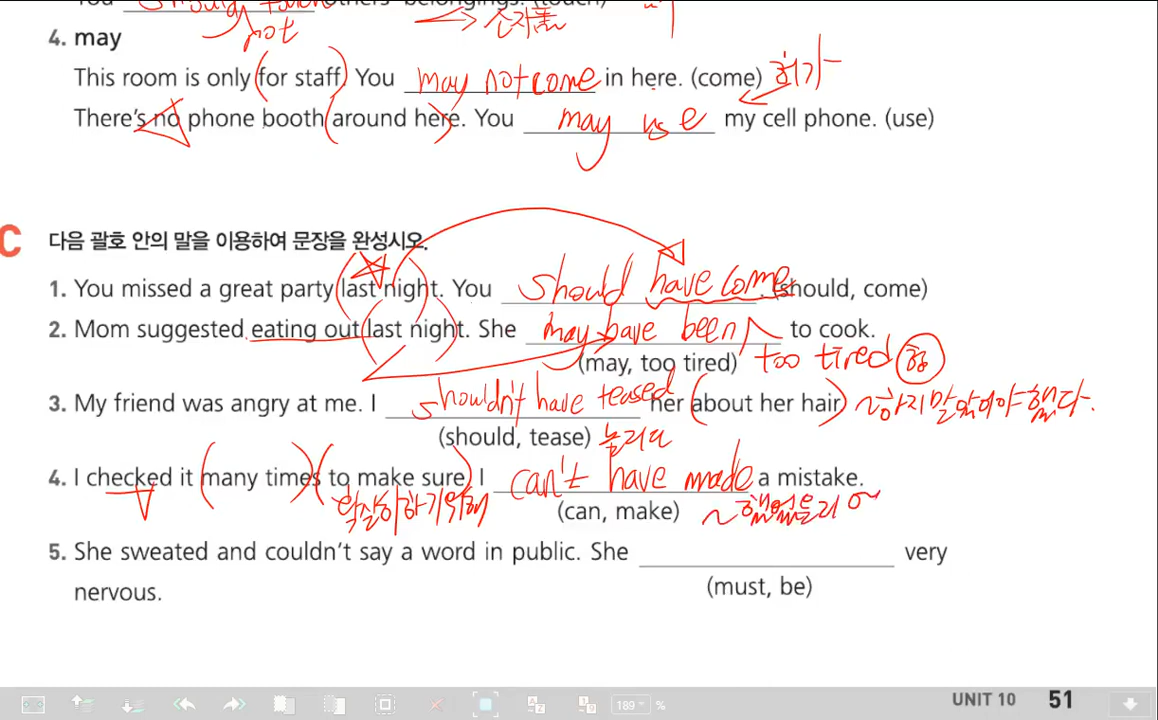 not
4. may
This room is only (for staff). You may not come in here. (come) 허가
There's no phone booth (around here). You may use my cell phone. (use)
C 다음 괄호 안의 말을 이용하여 문장을 완성시오.
1. You missed a great party (last night). You should have come. (should, come)
2. Mom suggested eating out (last night). She may have been to cook.
(may, too tired) too tired 형
3. My friend was angry at me. I shouldn't have teased her (about her hair) ~하지말았어야했다.
(should, tease) 놀리다
4. I checked it (many times) (to make sure). I can't have made a mistake.
확실히하기위해 (can, make) ~했었을리
5. She sweated and couldn't say a word in public. She very
(must, be)
nervous.
UNIT 10 51
189 %